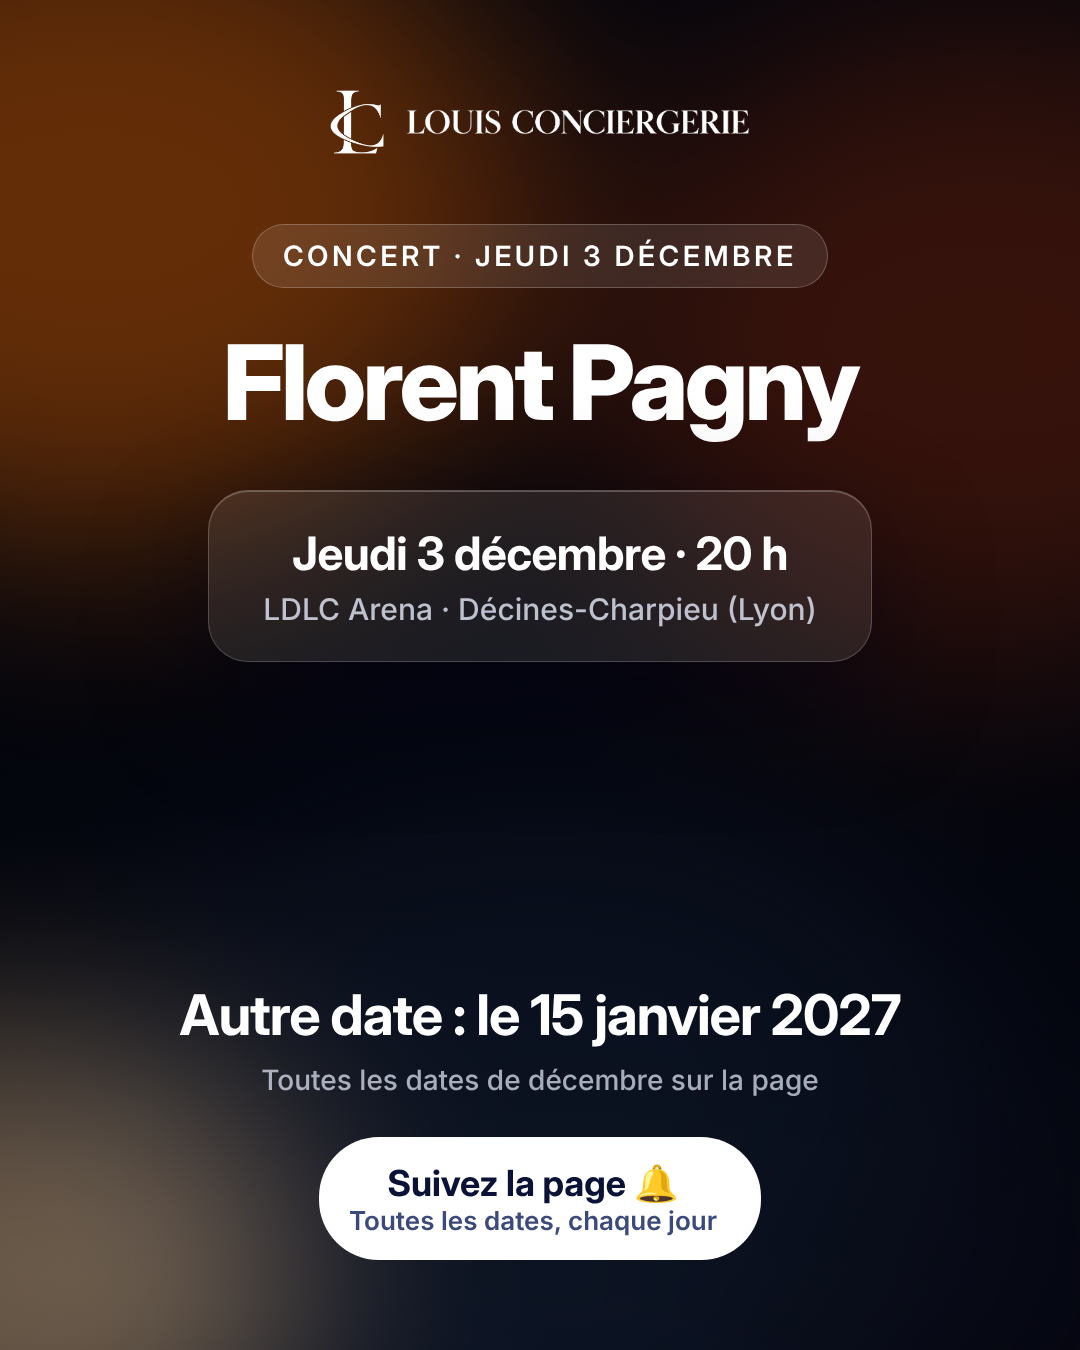 LOUIS CONCIERGERIE
CONCERT · JEUDI 3 DÉCEMBRE
Florent Pagny
Jeudi 3 décembre · 20 h
LDLC Arena · Décines-Charpieu (Lyon)
Autre date : le 15 janvier 2027
Toutes les dates de décembre sur la page
Suivez la page 🔔
Toutes les dates, chaque jour